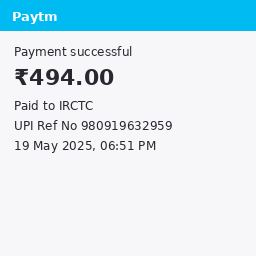 Paytm
Payment successful
₹494.00
Paid to IRCTC
UPI Ref No 980919632959
19 May 2025, 06:51 PM